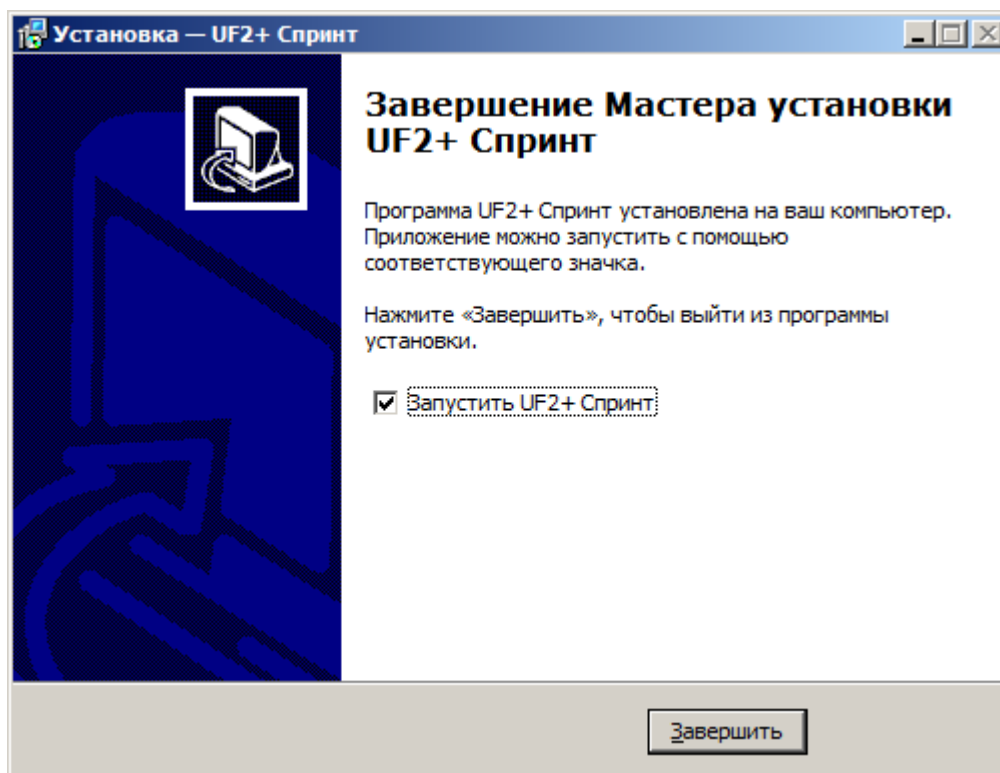 Установка — UF2+ Спринт
Завершение Мастера установки
UF2+ Спринт
Программа UF2+ Спринт установлена на ваш компьютер.
Приложение можно запустить с помощью
соответствующего значка.
Нажмите «Завершить», чтобы выйти из программы
установки.
Запустить UF2+ Спринт
Завершить